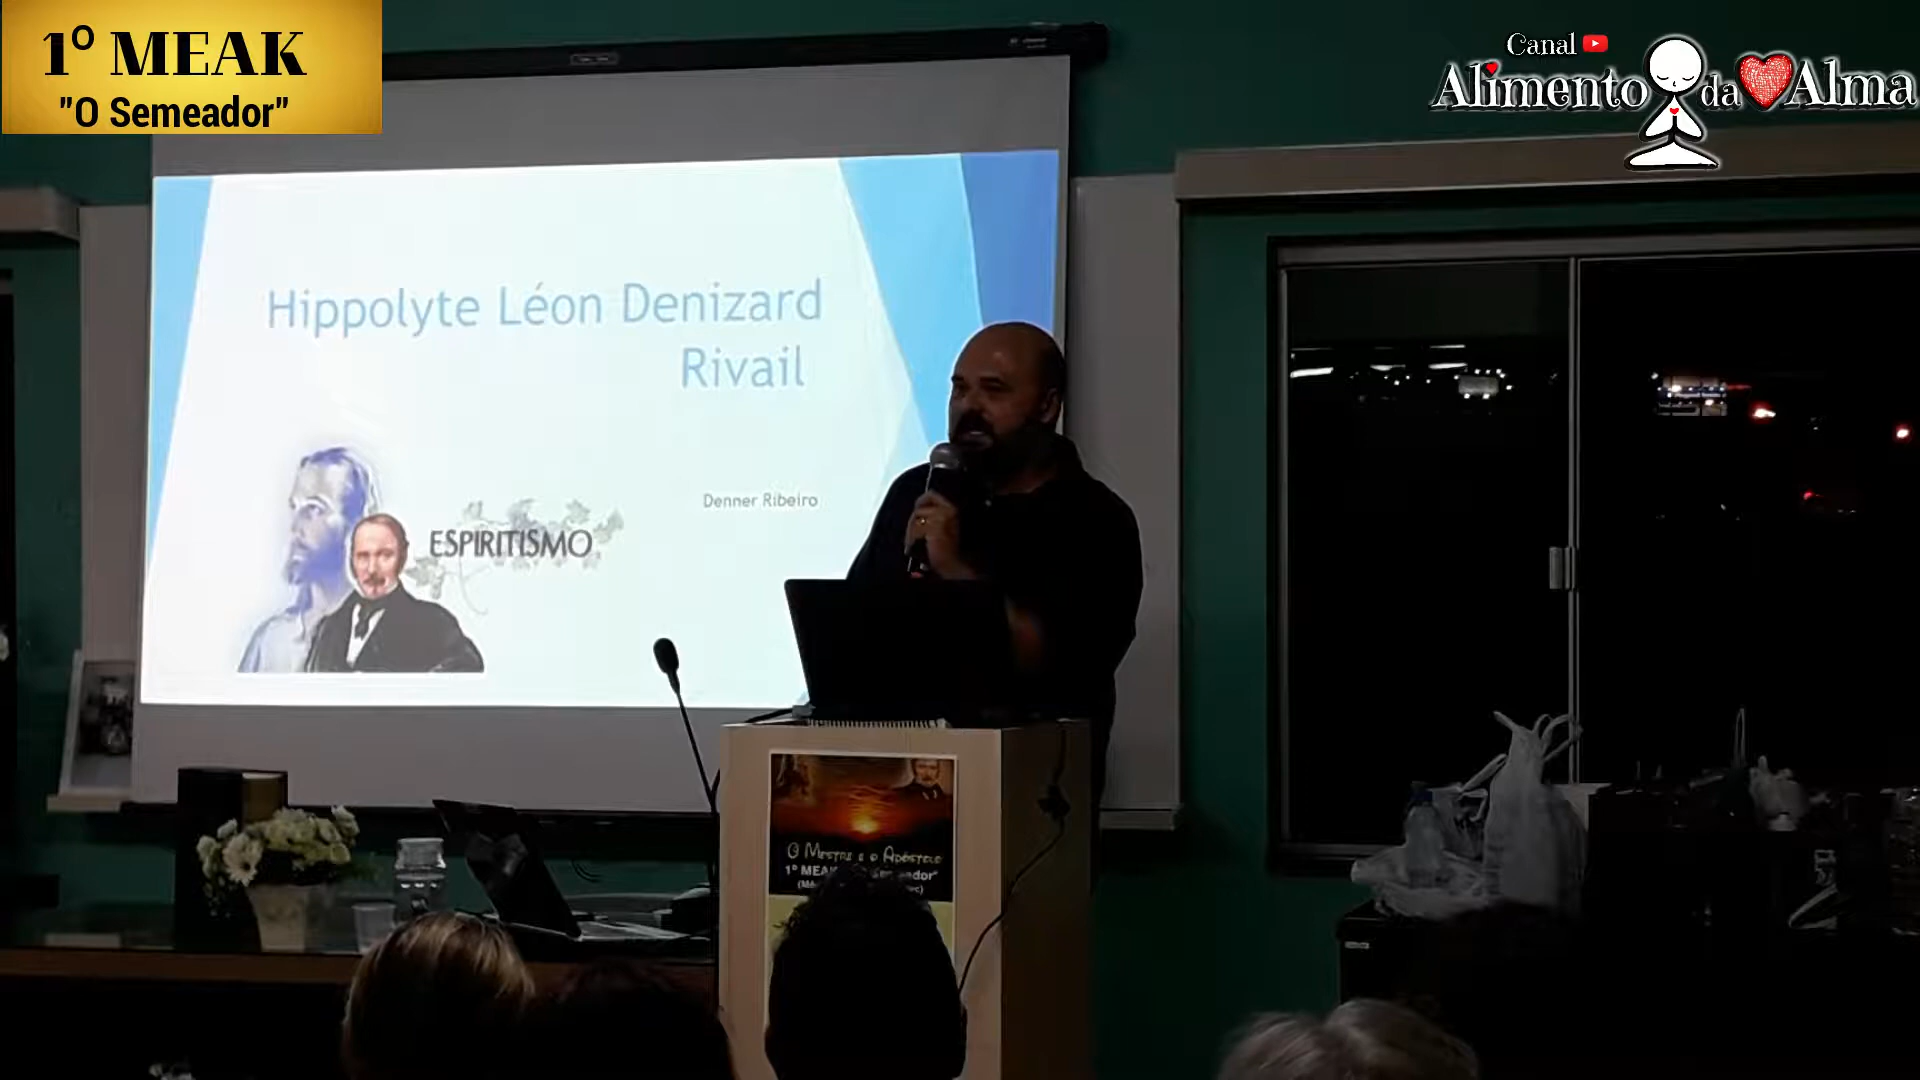 1º MEAK
"O Semeador"
Canal
Alimento da Alma
Hippolyte Léon Denizard
Rivail
Denner Ribeiro
ESPIRITISMO
O Mestre e o Apóstolo
1º MEAK